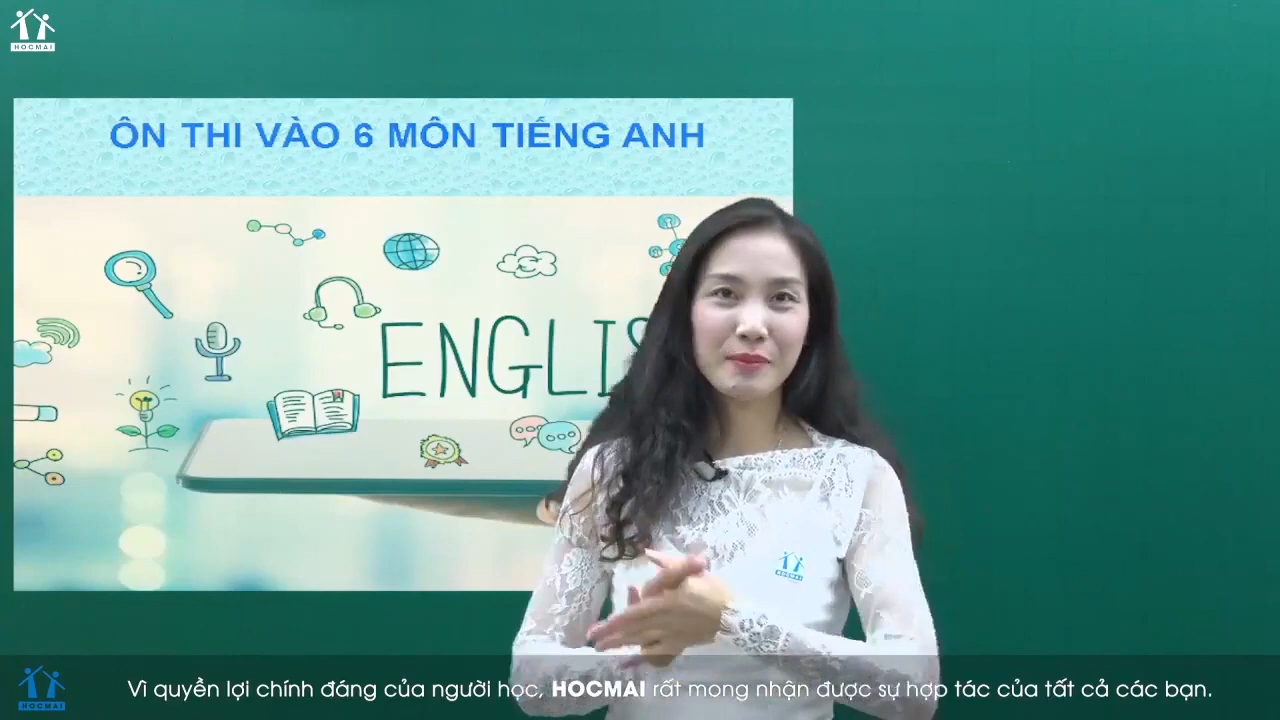 HOCMAI
ÔN THI VÀO 6 MÔN TIẾNG ANH
ENGLIS
HOCMAI
HOCMAI
Vì quyền lợi chính đáng của người học, HOCMAI rất mong nhận được sự hợp tác của tất cả các bạn.